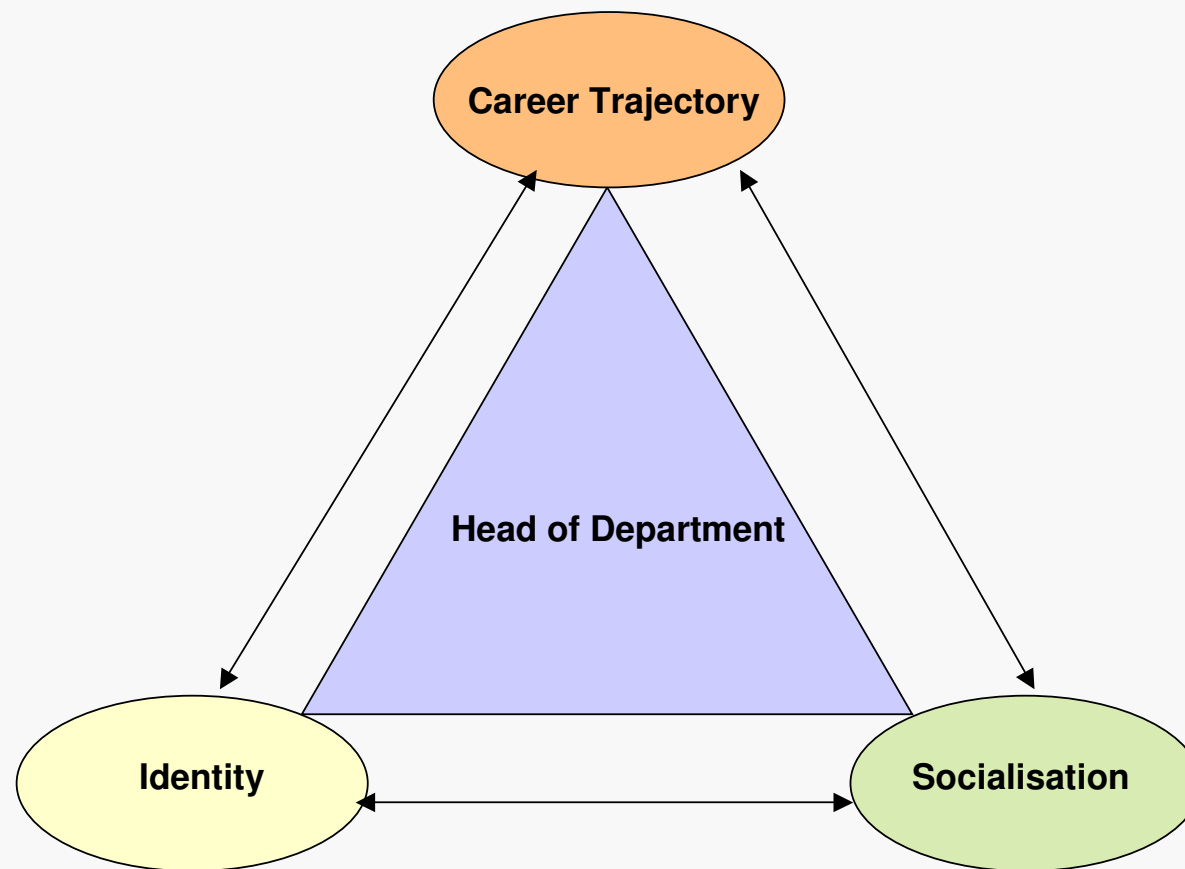 Career Trajectory
Head of Department
Identity
Socialisation